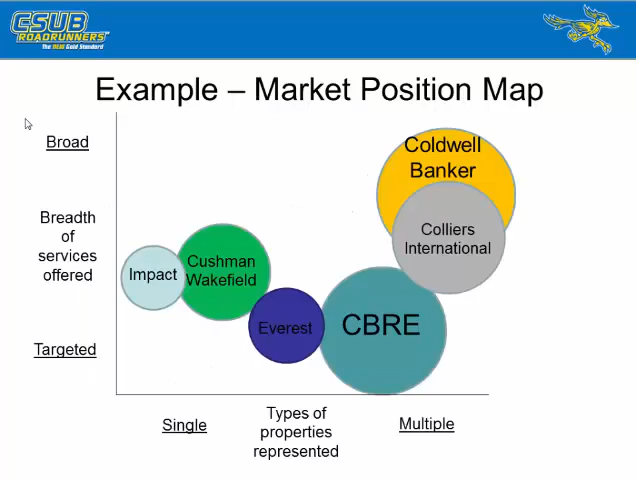 CSUB
ROADRUNNERS
The NEW Gold Standard
Example – Market Position Map
Broad
Breadth
of
services
offered
Targeted
Coldwell
Banker
Colliers
International
Cushman
Wakefield
Impact
Everest
CBRE
Single
Types of
properties
represented
Multiple